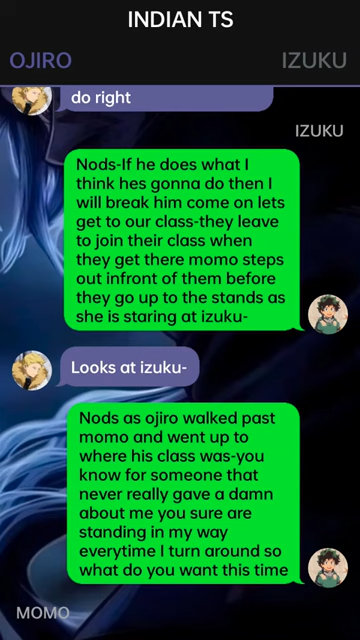 INDIAN TS
OJIRO
IZUKU
do right
IZUKU
Nods-If he does what I
think hes gonna do then I
will break him come on lets
get to our class-they leave
to join their class when
they get there momo steps
out infront of them before
they go up to the stands as
she is staring at izuku-
Looks at izuku-
Nods as ojiro walked past
momo and went up to
where his class was-you
know for someone that
never really gave a damn
about me you sure are
standing in my way
everytime I turn around so
what do you want this time
MOMO